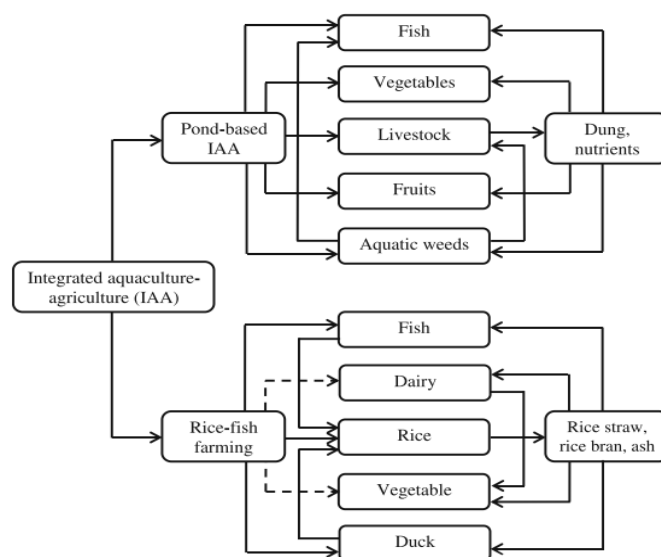 Fish
Vegetables
Pond-based
IAA
Livestock
Dung,
nutrients
Fruits
Aquatic weeds
Integrated aquaculture-
agriculture (IAA)
Fish
Dairy
Rice-fish
farming
Rice
Rice straw,
rice bran, ash
Vegetable
Duck